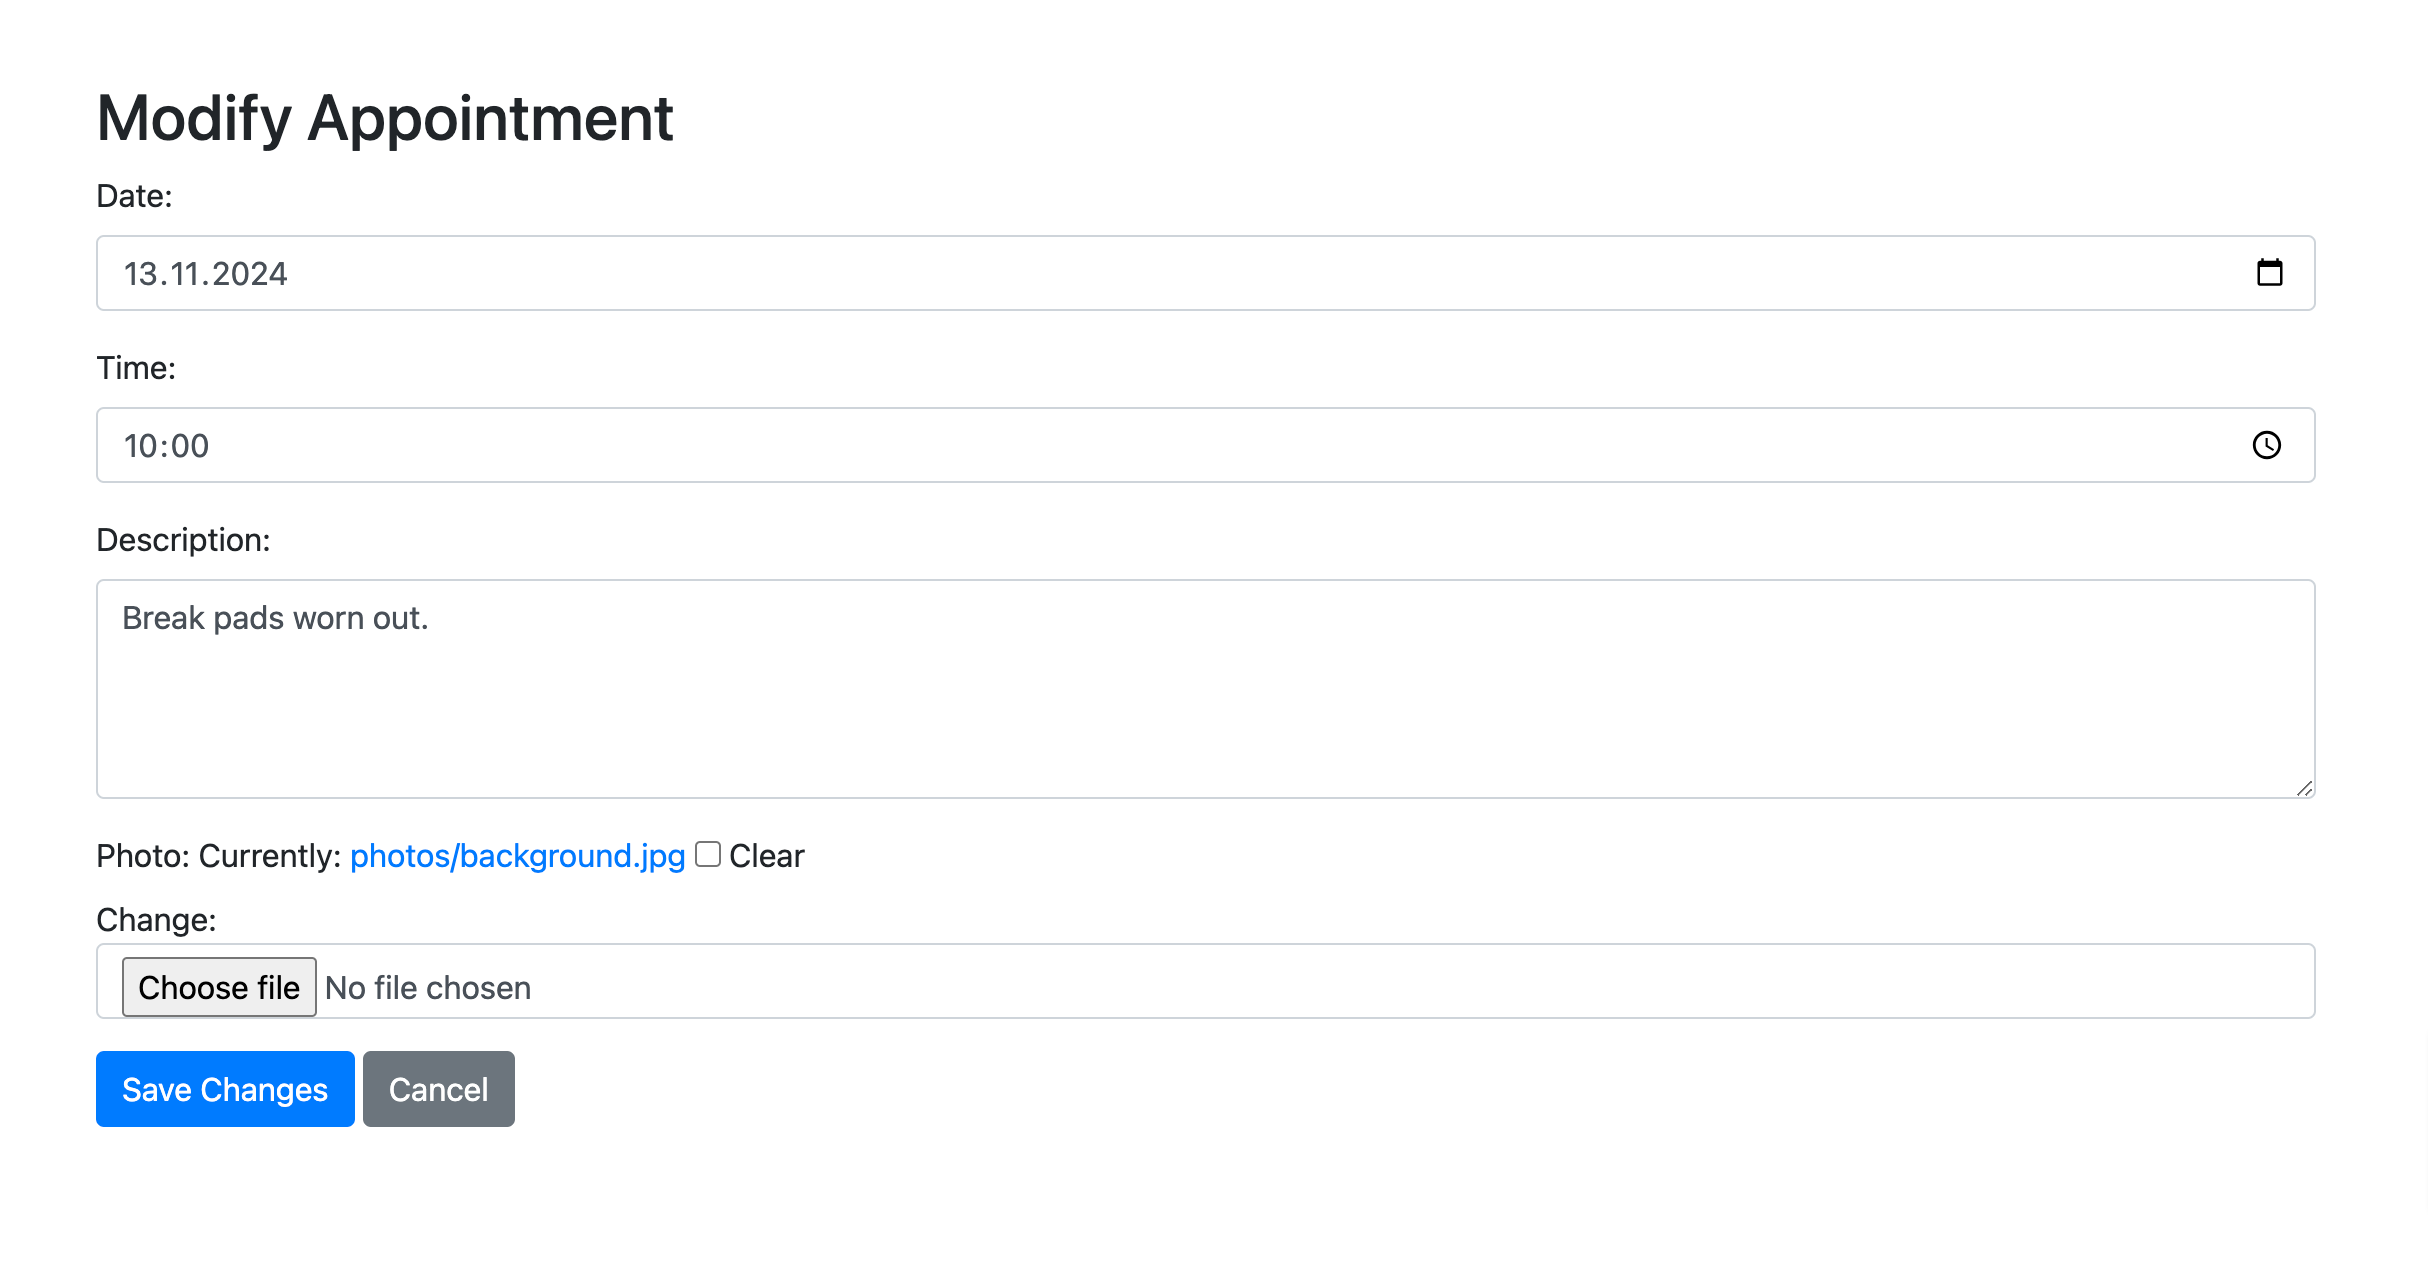 Modify Appointment
Date:
13.11.2024
Time:
10:00
Description:
Break pads worn out.
Photo: Currently: photos/background.jpg Clear
Change:
Choose file No file chosen
Save Changes Cancel